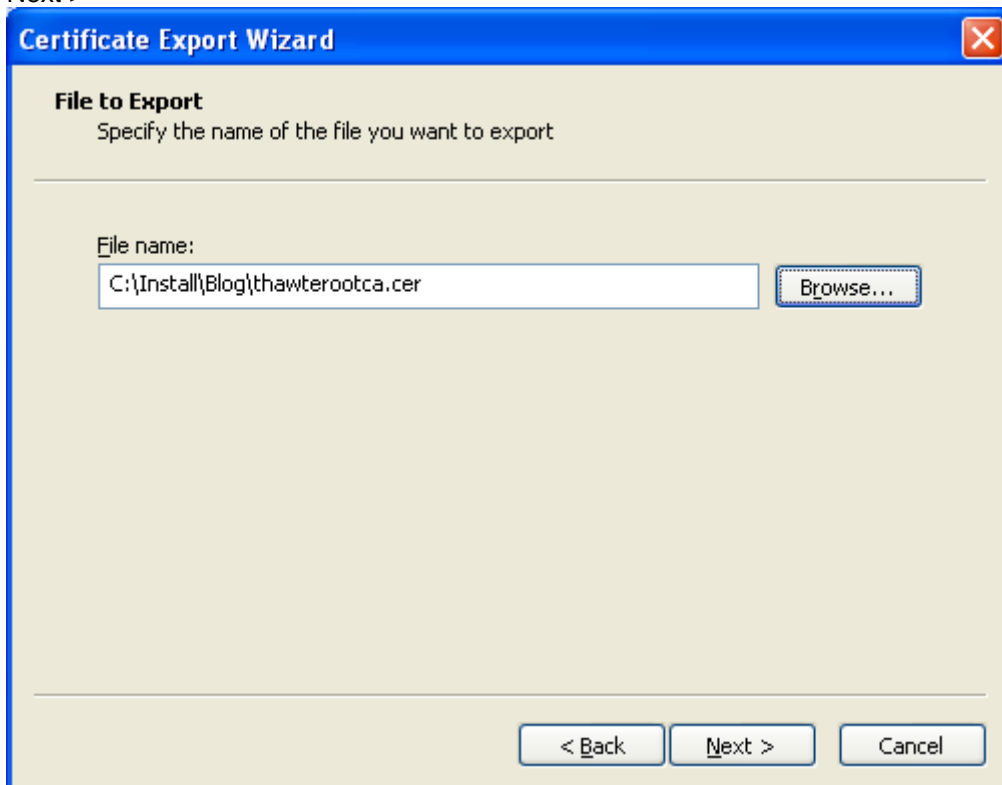 Next >
Certificate Export Wizard
File to Export
Specify the name of the file you want to export
File name:
C:\Install\Blog\thawterootca.cer
Browse...
< Back
Next >
Cancel